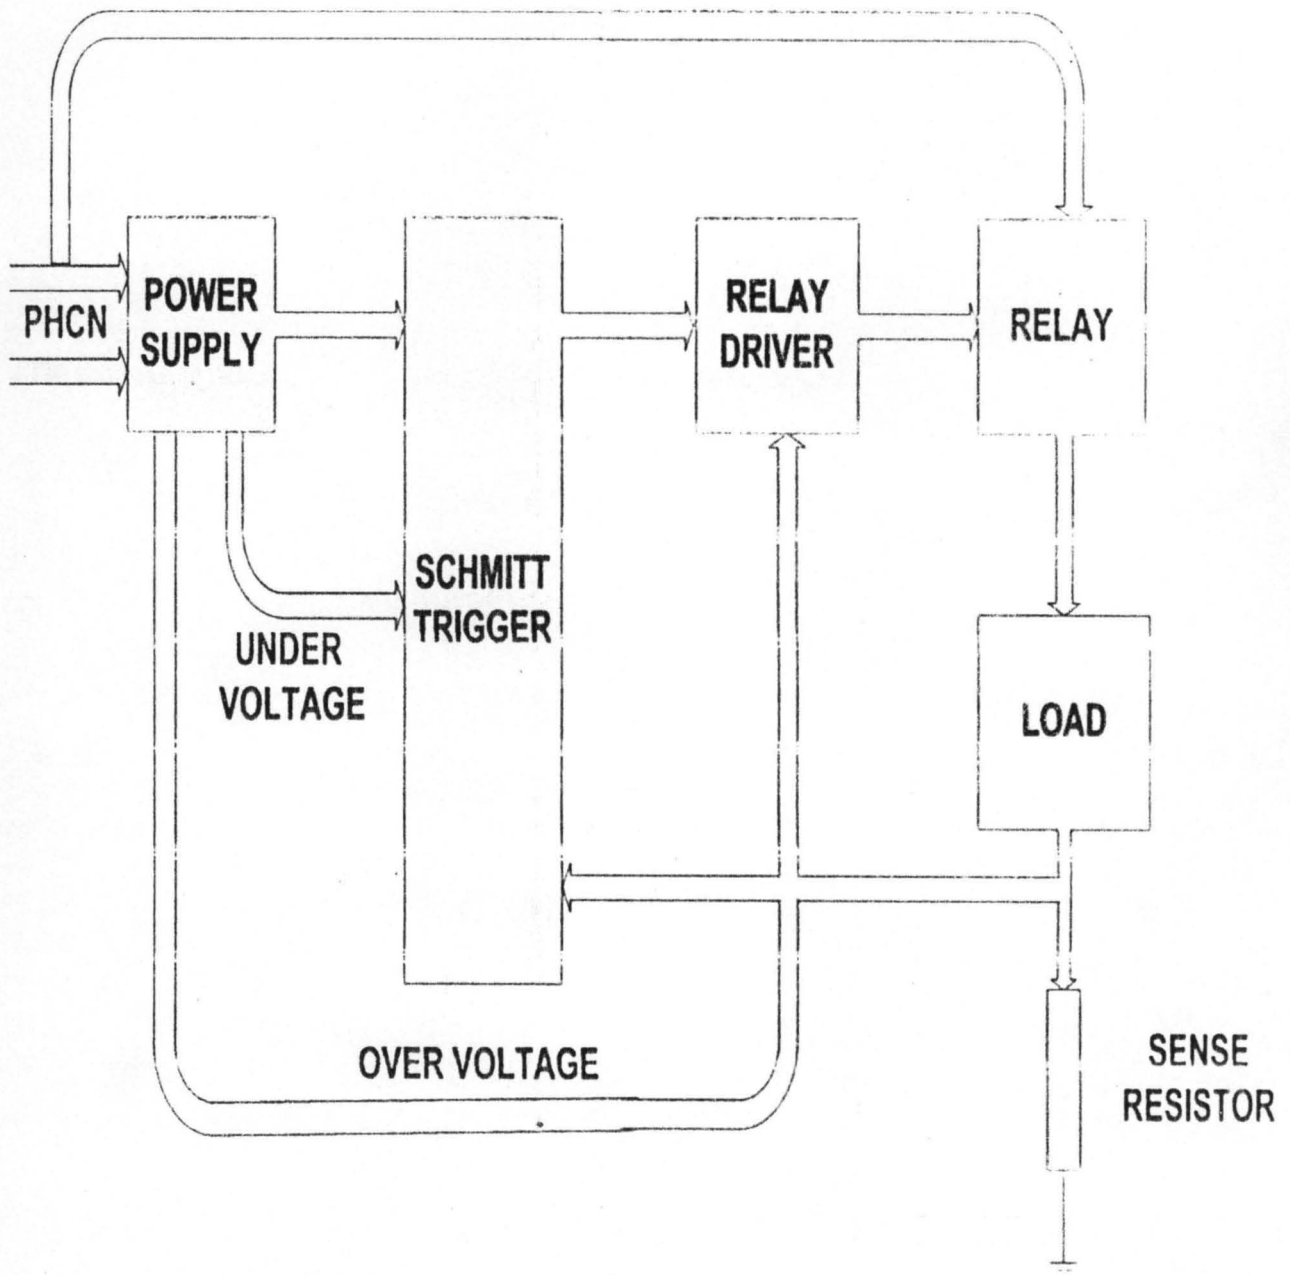 PHCN
POWER
SUPPLY
RELAY
DRIVER
RELAY
SCHMITT
TRIGGER
UNDER
VOLTAGE
LOAD
OVER VOLTAGE
SENSE
RESISTOR